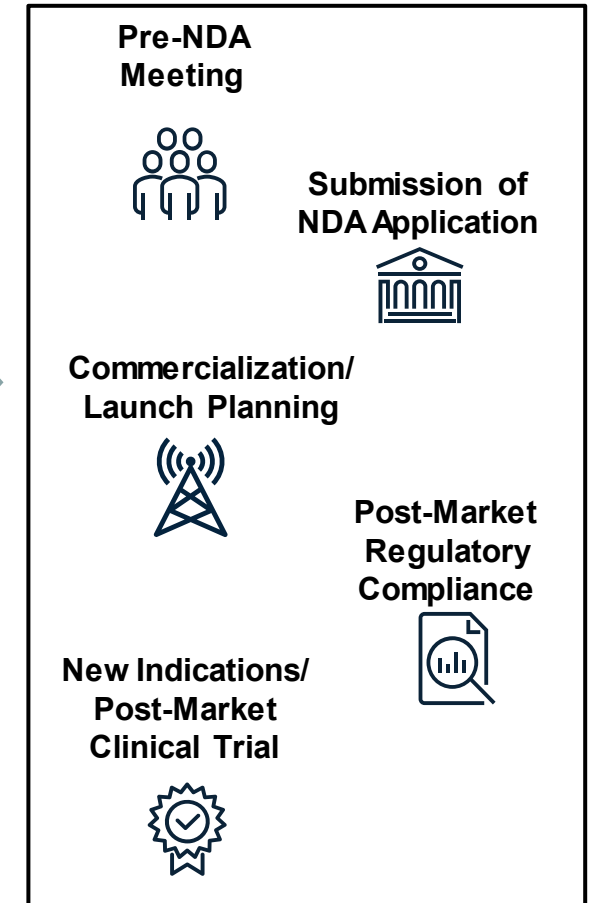 Pre-NDA
Meeting
Submission of
NDA Application
Commercialization/
Launch Planning
Post-Market
Regulatory
Compliance
New Indications/
Post-Market
Clinical Trial